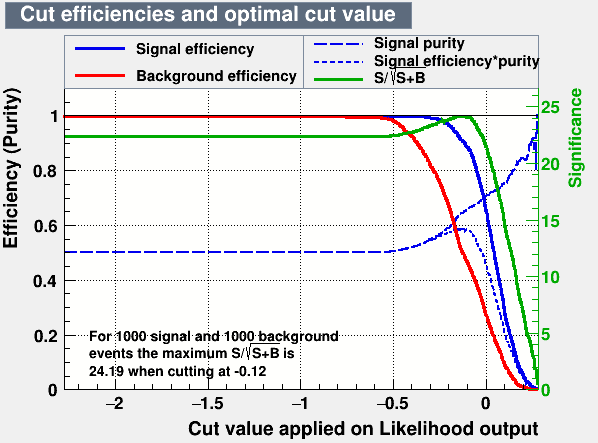 Cut efficiencies and optimal cut value
Signal efficiency
Background efficiency
Signal purity
Signal efficiency*purity
S/√S+B
Efficiency (Purity)
1
0.8
0.6
0.4
0.2
0
Significance
25
20
15
10
5
0
For 1000 signal and 1000 background
events the maximum S/√S+B is
24.19 when cutting at -0.12
−2
−1.5
−1
−0.5
0
Cut value applied on Likelihood output